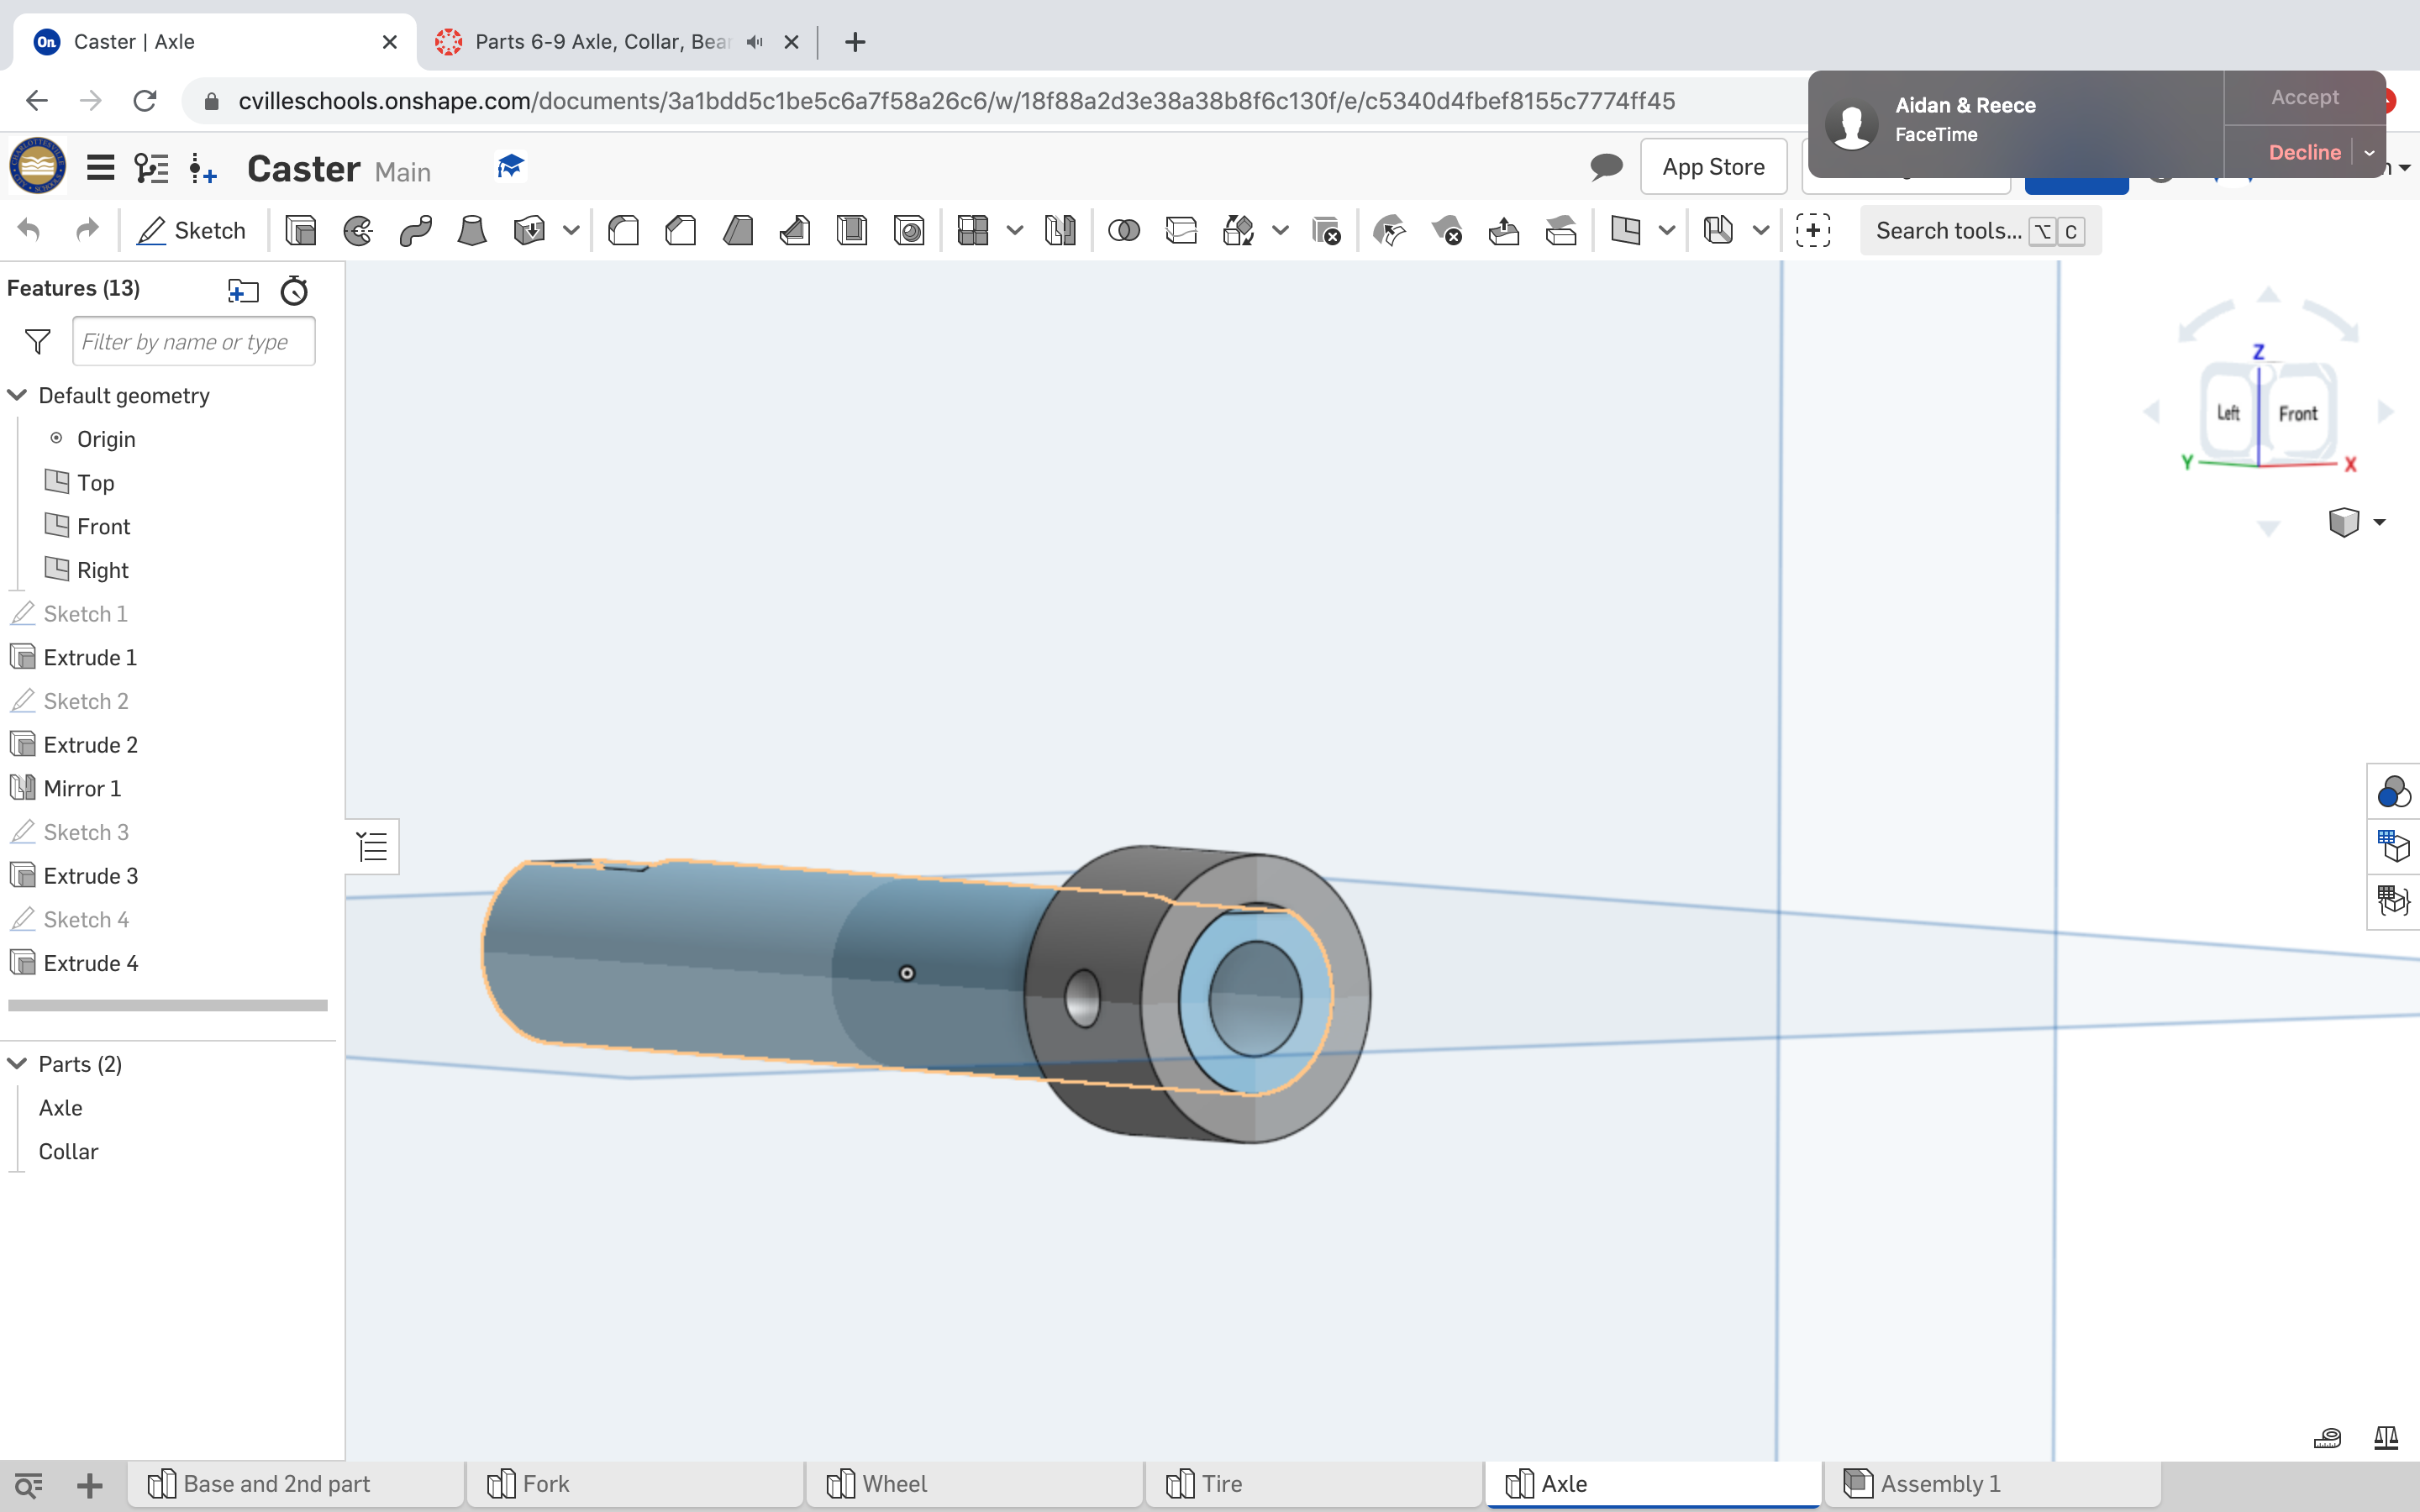 On Caster | Axle
Parts 6-9 Axle, Collar, Bea
cvilleschools.onshape.com/documents/3a1bdd5c1be5c6a7f58a26c6/w/18f88a2d3e38a38b8f6c130f/e/c5340d4fbef8155c7774ff45
Aidan & Reece
FaceTime
Accept
Decline
Caster Main
App Store
Sketch
Search tools... ⌥ C
Features (13)
Filter by name or type
Default geometry
Origin
Top
Front
Right
Sketch 1
Extrude 1
Sketch 2
Extrude 2
Mirror 1
Sketch 3
Extrude 3
Sketch 4
Extrude 4
Parts (2)
Axle
Collar
Z
Left Front
Y X
Base and 2nd part
Fork
Wheel
Tire
Axle
Assembly 1